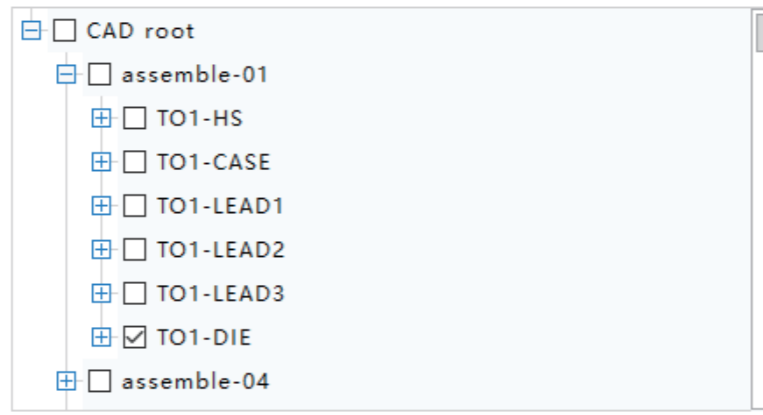 CAD root
assemble-01
TO1-HS
TO1-CASE
TO1-LEAD1
TO1-LEAD2
TO1-LEAD3
TO1-DIE
assemble-04